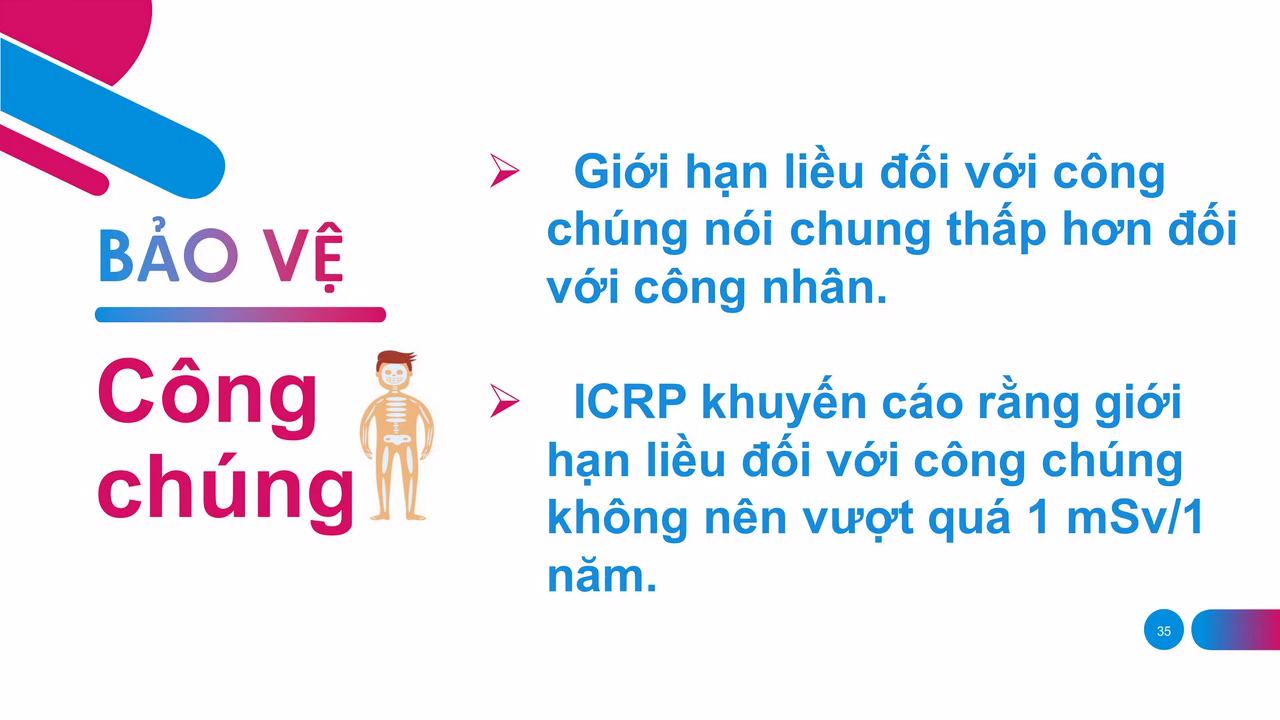 BẢO VỆ
Công
chúng
Giới hạn liều đối với công
chúng nói chung thấp hơn đối
với công nhân.
ICRP khuyến cáo rằng giới
hạn liều đối với công chúng
không nên vượt quá 1 mSv/1
năm.
35